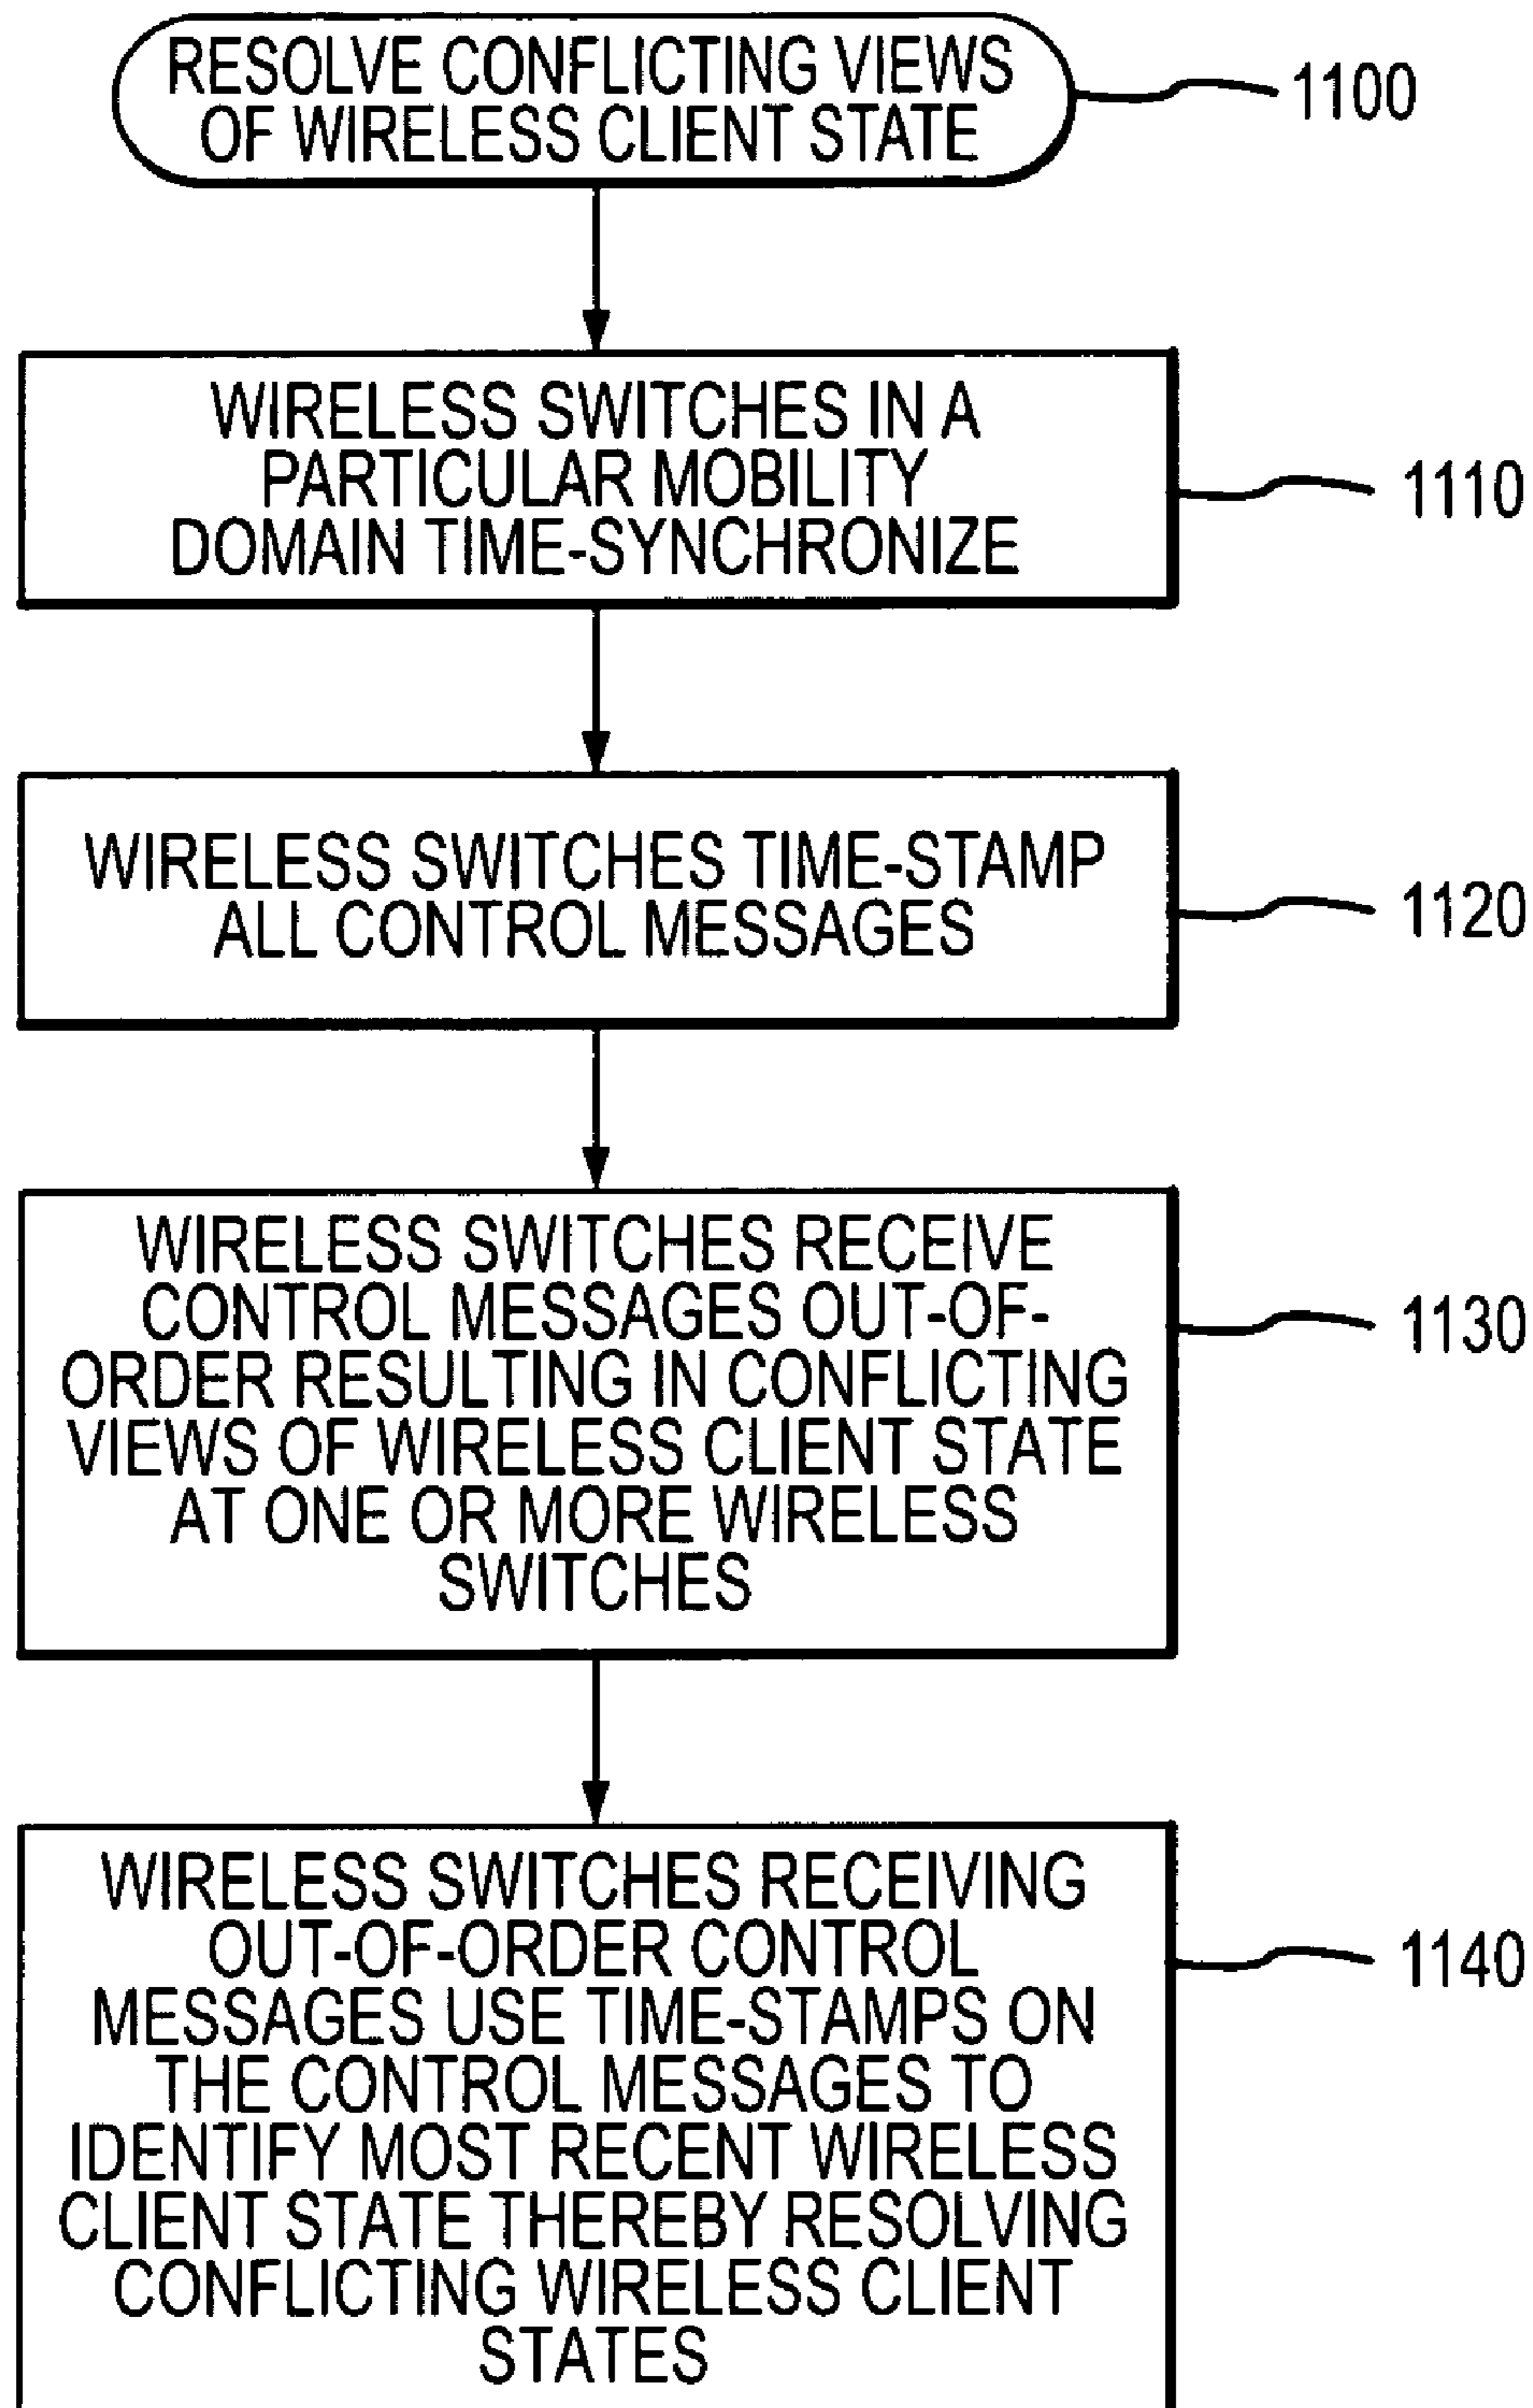 RESOLVE CONFLICTING VIEWS
OF WIRELESS CLIENT STATE
1100
WIRELESS SWITCHES IN A
PARTICULAR MOBILITY
DOMAIN TIME-SYNCHRONIZE
1110
WIRELESS SWITCHES TIME-STAMP
ALL CONTROL MESSAGES
1120
WIRELESS SWITCHES RECEIVE
CONTROL MESSAGES OUT-OF-
ORDER RESULTING IN CONFLICTING
VIEWS OF WIRELESS CLIENT STATE
AT ONE OR MORE WIRELESS
SWITCHES
1130
WIRELESS SWITCHES RECEIVING
OUT-OF-ORDER CONTROL
MESSAGES USE TIME-STAMPS ON
THE CONTROL MESSAGES TO
IDENTIFY MOST RECENT WIRELESS
CLIENT STATE THEREBY RESOLVING
CONFLICTING WIRELESS CLIENT
STATES
1140